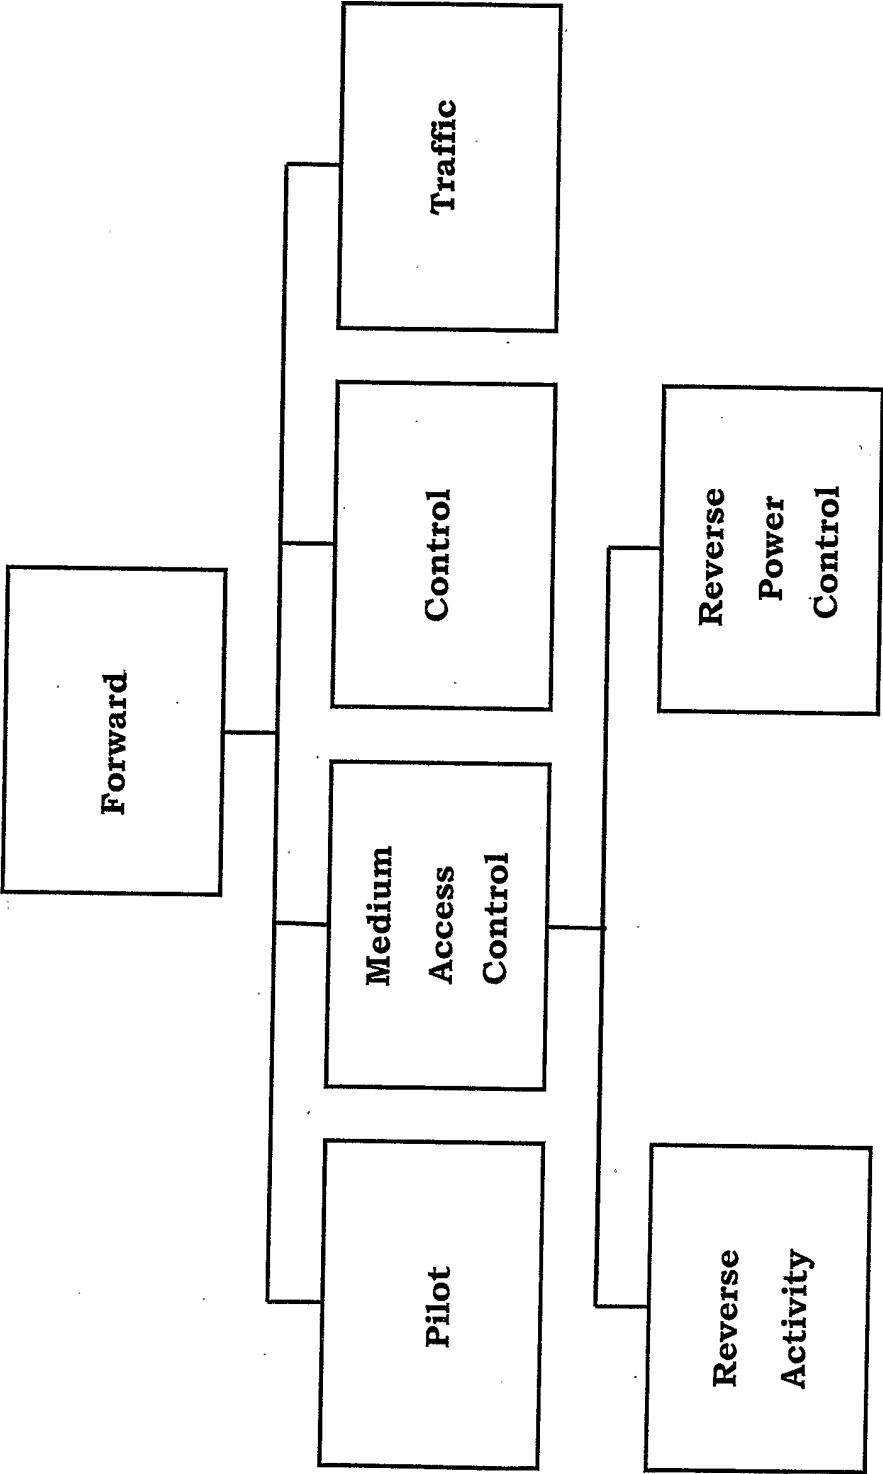 Forward
Pilot
Medium
Access
Control
Control
Traffic
Reverse
Activity
Reverse
Power
Control